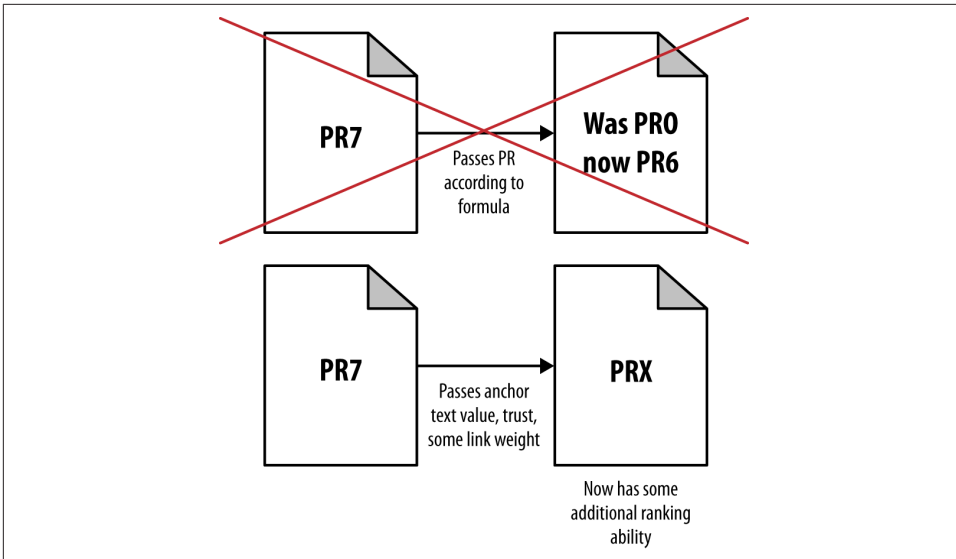 PR7
Was PR0
now PR6
Passes PR
according to
formula
PR7
PRX
Passes anchor
text value, trust,
some link weight
Now has some
additional ranking
ability